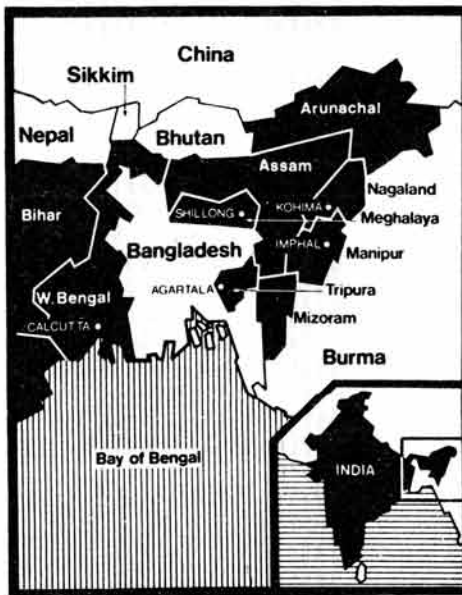 China
Sikkim
Arunachal
Nepal
Bhutan
Assam
Nagaland
Bihar
SHILLONG
KOHIMA
Meghalaya
Bangladesh
IMPHAL
Manipur
W. Bengal
AGARTALA
Tripura
CALCUTTA
Mizoram
Burma
Bay of Bengal
INDIA